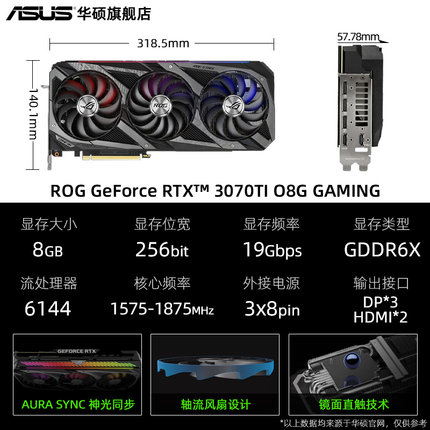 ASUS 华硕旗舰店
318.5mm
57.78mm
140.1mm
ROG GeForce RTX™ 3070TI O8G GAMING
显存大小 显存位宽 显存频率 显存类型
8GB 256bit 19Gbps GDDR6X
流处理器 核心频率 外接电源 输出接口
6144 1575-1875MHz 3x8pin DP*3
HDMI*2
GEFORCE RTX
AURA SYNC 神光同步 轴流风扇设计 镜面直触技术
*以上数据均来源于华硕官网，仅供参考。